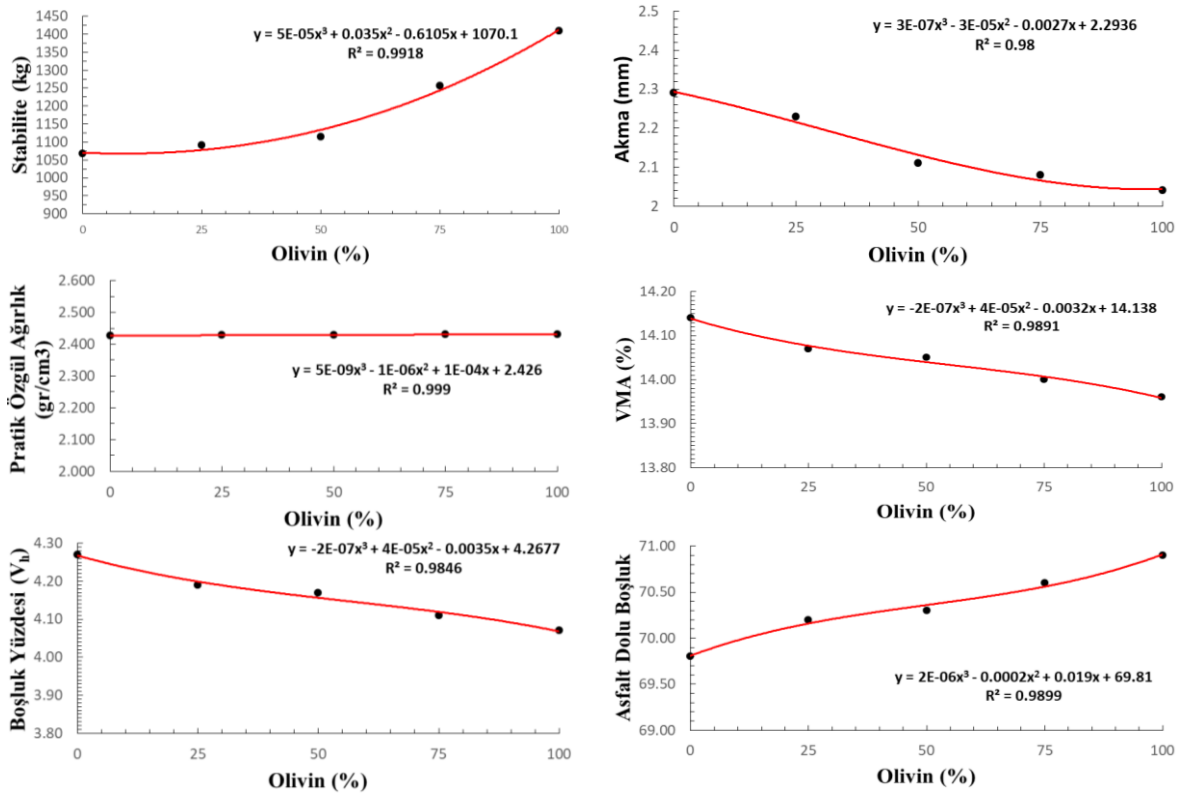 1450
1400
1350
1300
1250
1200
1150
1100
1050
1000
950
900
Stabilite (kg)
y = 5E-05x³ + 0.035x² - 0.6105x + 1070.1
R² = 0.9918
0 25 50 75 100
Olivin (%)
2.5
2.4
2.3
2.2
2.1
2
Akma (mm)
y = 3E-07x³ - 3E-05x² - 0.0027x + 2.2936
R² = 0.98
0 25 50 75 100
Olivin (%)
2.600
2.500
2.400
2.300
2.200
2.100
2.000
Pratik Özgül Ağırlık
(gr/cm3)
y = 5E-09x³ - 1E-06x² + 1E-04x + 2.426
R² = 0.999
0 25 50 75 100
Olivin (%)
14.20
14.10
14.00
13.90
13.80
VMA (%)
y = -2E-07x³ + 4E-05x² - 0.0032x + 14.138
R² = 0.9891
0 25 50 75 100
Olivin (%)
4.30
4.20
4.10
4.00
3.90
3.80
Boşluk Yüzdesi (Vh)
y = -2E-07x³ + 4E-05x² - 0.0035x + 4.2677
R² = 0.9846
0 25 50 75 100
Olivin (%)
71.00
70.50
70.00
69.50
69.00
Asfalt Dolu Boşluk
y = 2E-06x³ - 0.0002x² + 0.019x + 69.81
R² = 0.9899
0 25 50 75 100
Olivin (%)